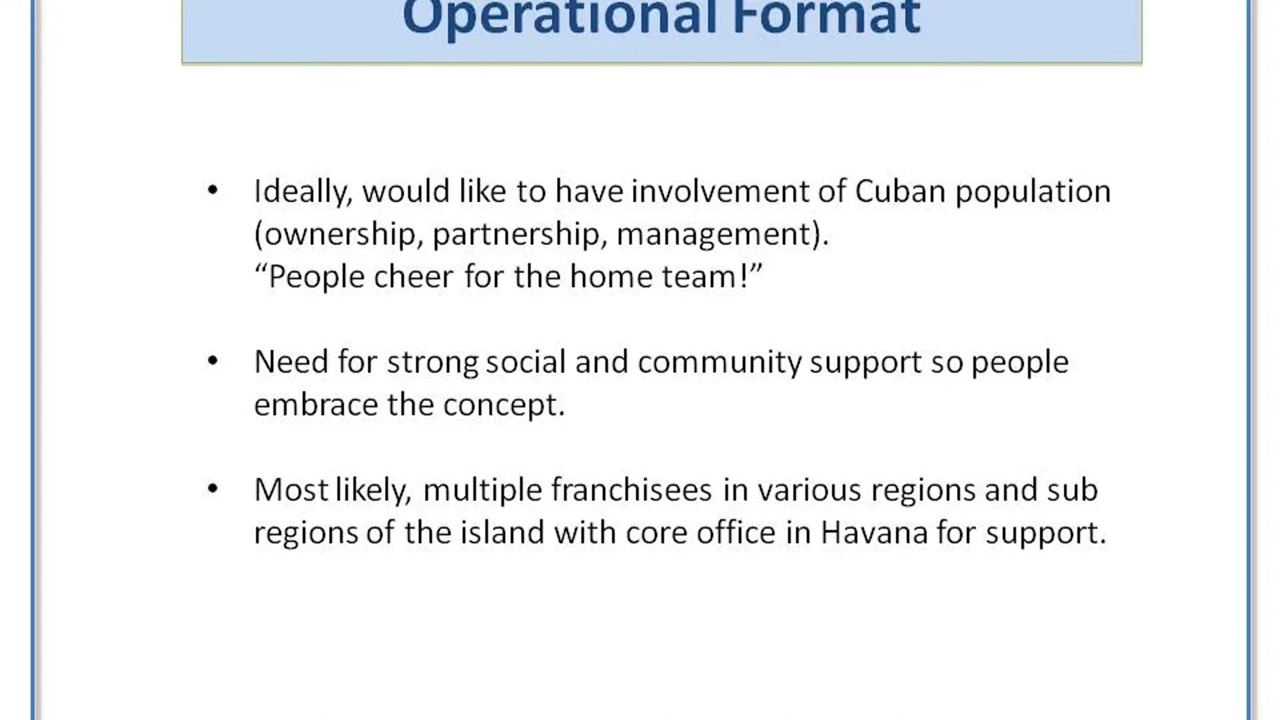 Operational Format
• Ideally, would like to have involvement of Cuban population
(ownership, partnership, management).
“People cheer for the home team!”
• Need for strong social and community support so people
embrace the concept.
• Most likely, multiple franchisees in various regions and sub
regions of the island with core office in Havana for support.